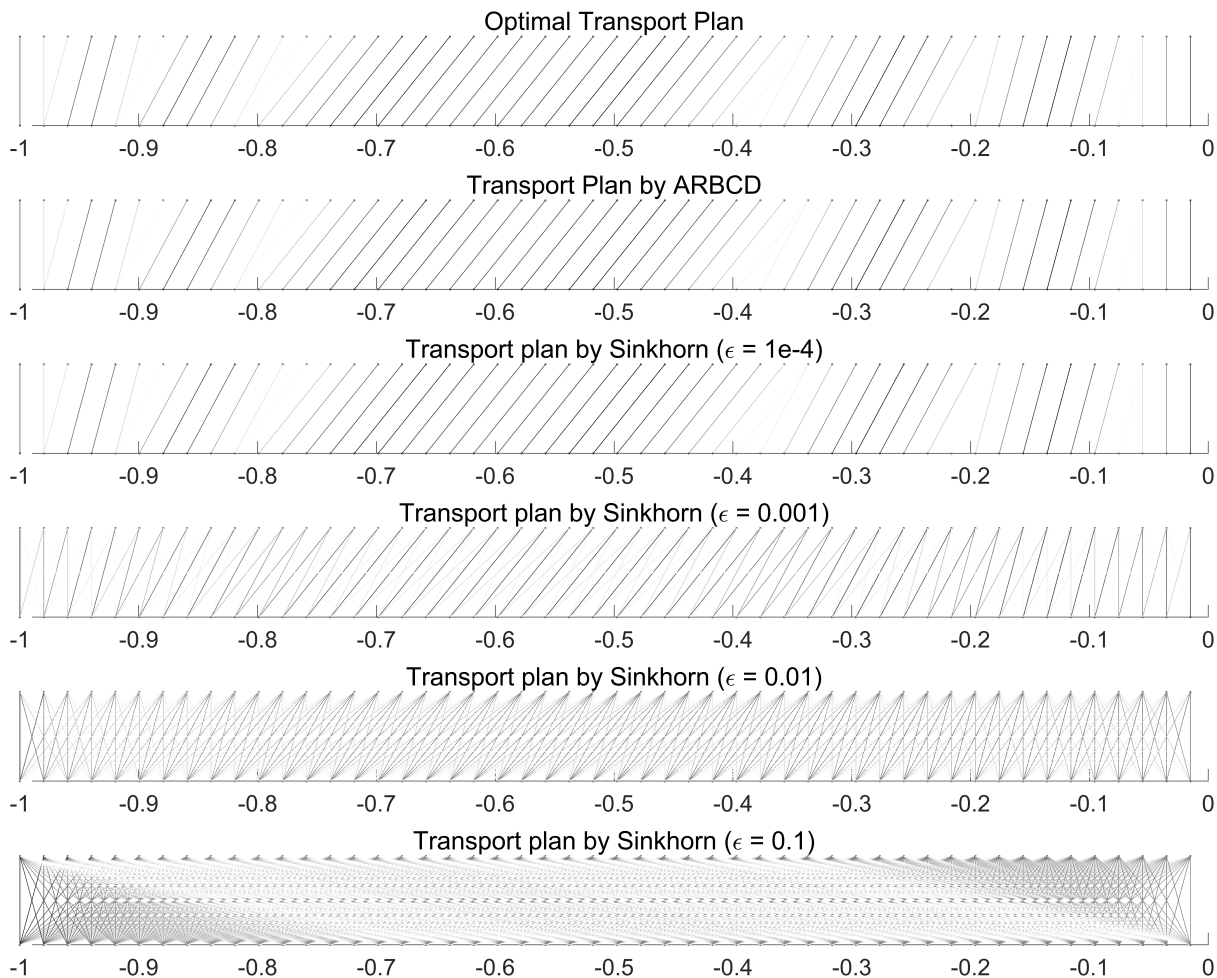 Optimal Transport Plan
-1 -0.9 -0.8 -0.7 -0.6 -0.5 -0.4 -0.3 -0.2 -0.1 0
Transport Plan by ARBCD
-1 -0.9 -0.8 -0.7 -0.6 -0.5 -0.4 -0.3 -0.2 -0.1 0
Transport plan by Sinkhorn (ϵ = 1e-4)
-1 -0.9 -0.8 -0.7 -0.6 -0.5 -0.4 -0.3 -0.2 -0.1 0
Transport plan by Sinkhorn (ϵ = 0.001)
-1 -0.9 -0.8 -0.7 -0.6 -0.5 -0.4 -0.3 -0.2 -0.1 0
Transport plan by Sinkhorn (ϵ = 0.01)
-1 -0.9 -0.8 -0.7 -0.6 -0.5 -0.4 -0.3 -0.2 -0.1 0
Transport plan by Sinkhorn (ϵ = 0.1)
-1 -0.9 -0.8 -0.7 -0.6 -0.5 -0.4 -0.3 -0.2 -0.1 0